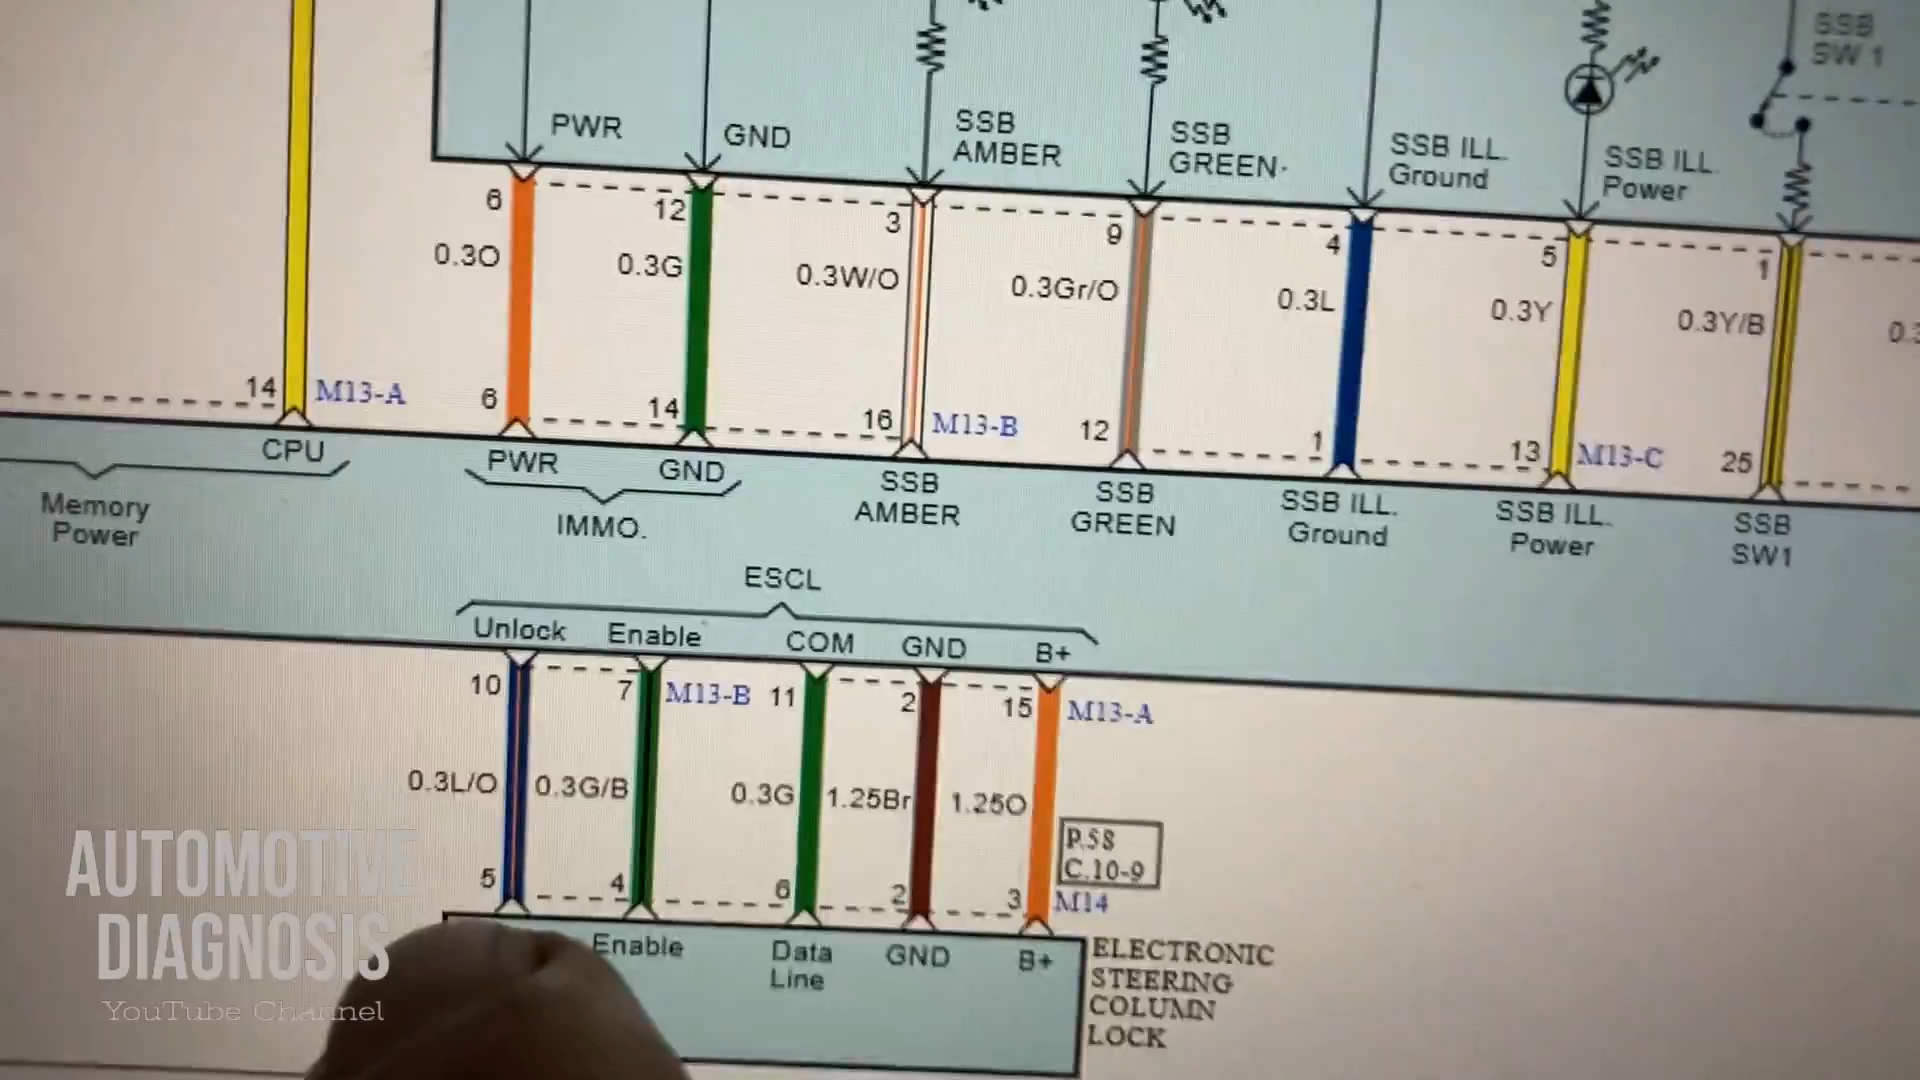 SSB
SW 1
PWR
GND
SSB
AMBER
SSB
GREEN
SSB ILL.
Ground
SSB ILL.
Power
6
12
3
9
4
5
1
0.3O
0.3G
0.3W/O
0.3Gr/O
0.3L
0.3Y
0.3Y/B
14
M13-A
6
14
16
M13-B
12
1
13
M13-C
25
CPU
PWR
GND
SSB
AMBER
SSB
GREEN
SSB ILL.
Ground
SSB ILL.
Power
SSB
SW1
Memory
Power
IMMO.
ESCL
Unlock
Enable
COM
GND
B+
10
7
M13-B
11
2
15
M13-A
0.3L/O
0.3G/B
0.3G
1.25Br
1.25O
P.58
C.10-9
5
4
6
2
3
M14
Enable
Data
Line
GND
B+
ELECTRONIC
STEERING
COLUMN
LOCK
AUTOMOTIVE
DIAGNOSIS
YouTube Channel